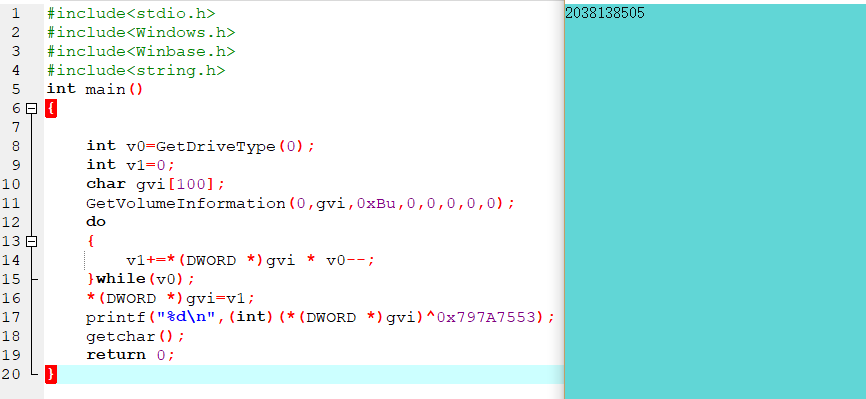 1 #include<stdio.h>
2 #include<Windows.h>
3 #include<Winbase.h>
4 #include<string.h>
5 int main()
6 {
7
8 int v0=GetDriveType(0);
9 int v1=0;
10 char gvi[100];
11 GetVolumeInformation(0,gvi,0xBu,0,0,0,0,0);
12 do
13 {
14 v1+=*(DWORD *)gvi * v0--;
15 }while(v0);
16 *(DWORD *)gvi=v1;
17 printf("%d\n",(int)(*(DWORD *)gvi)^0x797A7553);
18 getchar();
19 return 0;
20 }
2038138505